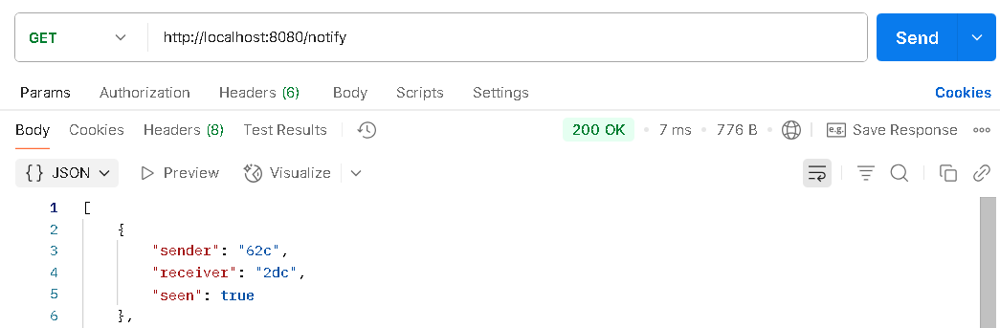 GET http://localhost:8080/notify Send
Params Authorization Headers (6) Body Scripts Settings Cookies
Body Cookies Headers (8) Test Results 200 OK • 7 ms • 776 B • e.g. Save Response
{} JSON Preview Visualize
1 [
2 {
3 "sender": "62c",
4 "receiver": "2dc",
5 "seen": true
6 },